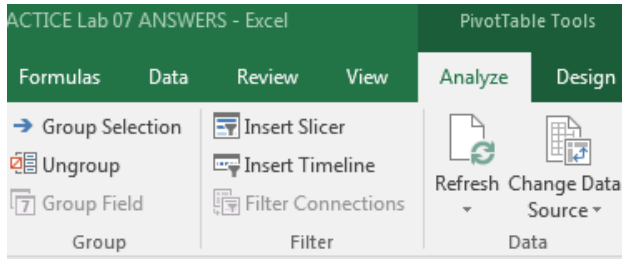 ACTICE Lab 07 ANSWERS - Excel
PivotTable Tools
Formulas Data Review View Analyze Design
Group Selection
Ungroup
7 Group Field
Group
Insert Slicer
Insert Timeline
Filter Connections
Filter
Refresh
Change Data
Source
Data